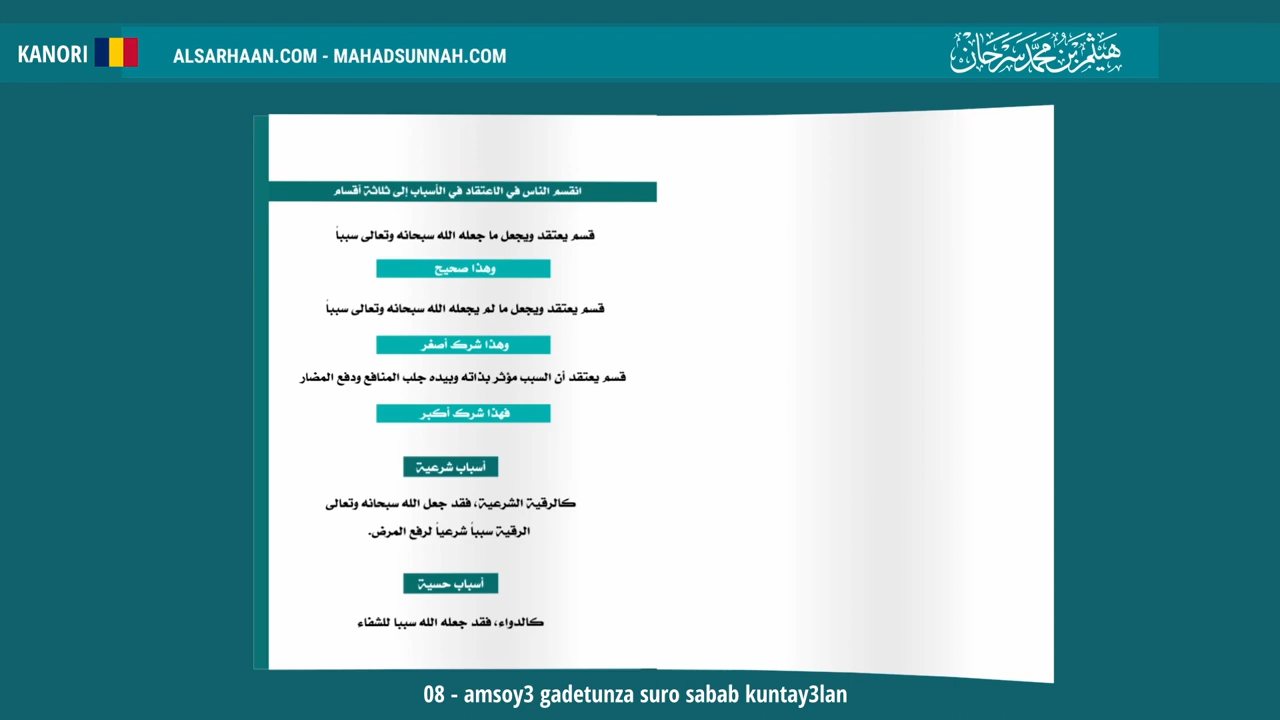 KANORI
ALSARHAAN.COM - MAHADSUNNAH.COM
هيثم بن محمد سرحان
انقسم الناس في الاعتقاد في الأسباب إلى ثلاثة أقسام
قسم يعتقد ويجعل ما جعله الله سبحانه وتعالى سبباً
وهذا صحيح
قسم يعتقد ويجعل ما لم يجعله الله سبحانه وتعالى سبباً
وهذا شرك أصغر
قسم يعتقد أن السبب مؤثر بذاته وبيده جلب المنافع ودفع المضار
فهذا شرك أكبر
أسباب شرعية
كالرقية الشرعية، فقد جعل الله سبحانه وتعالى
الرقية سبباً شرعياً لرفع المرض.
أسباب حسية
كالدواء، فقد جعله الله سببا للشفاء
08 - amsoy3 gadetunza suro sabab kuntay3lan